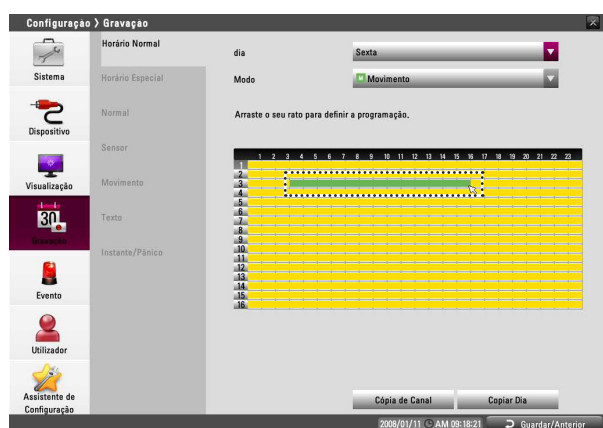 Configuração > Gravação
Sistema
Dispositivo
Visualização
30
Gravação
Evento
Utilizador
Assistente de
Configuração
Horário Normal
Horário Especial
Normal
Sensor
Movimento
Texto
Instante/Pânico
dia
Sexta
Modo
M Movimento
Arraste o seu rato para definir a programação.
1 2 3 4 5 6 7 8 9 10 11 12 13 14 15 16 17 18 19 20 21 22 23
1
2
3
4
5
6
7
8
9
10
11
12
13
14
15
16
Cópia de Canal
Copiar Dia
2008/01/11 AM 09:18:21
Guardar/Anterior